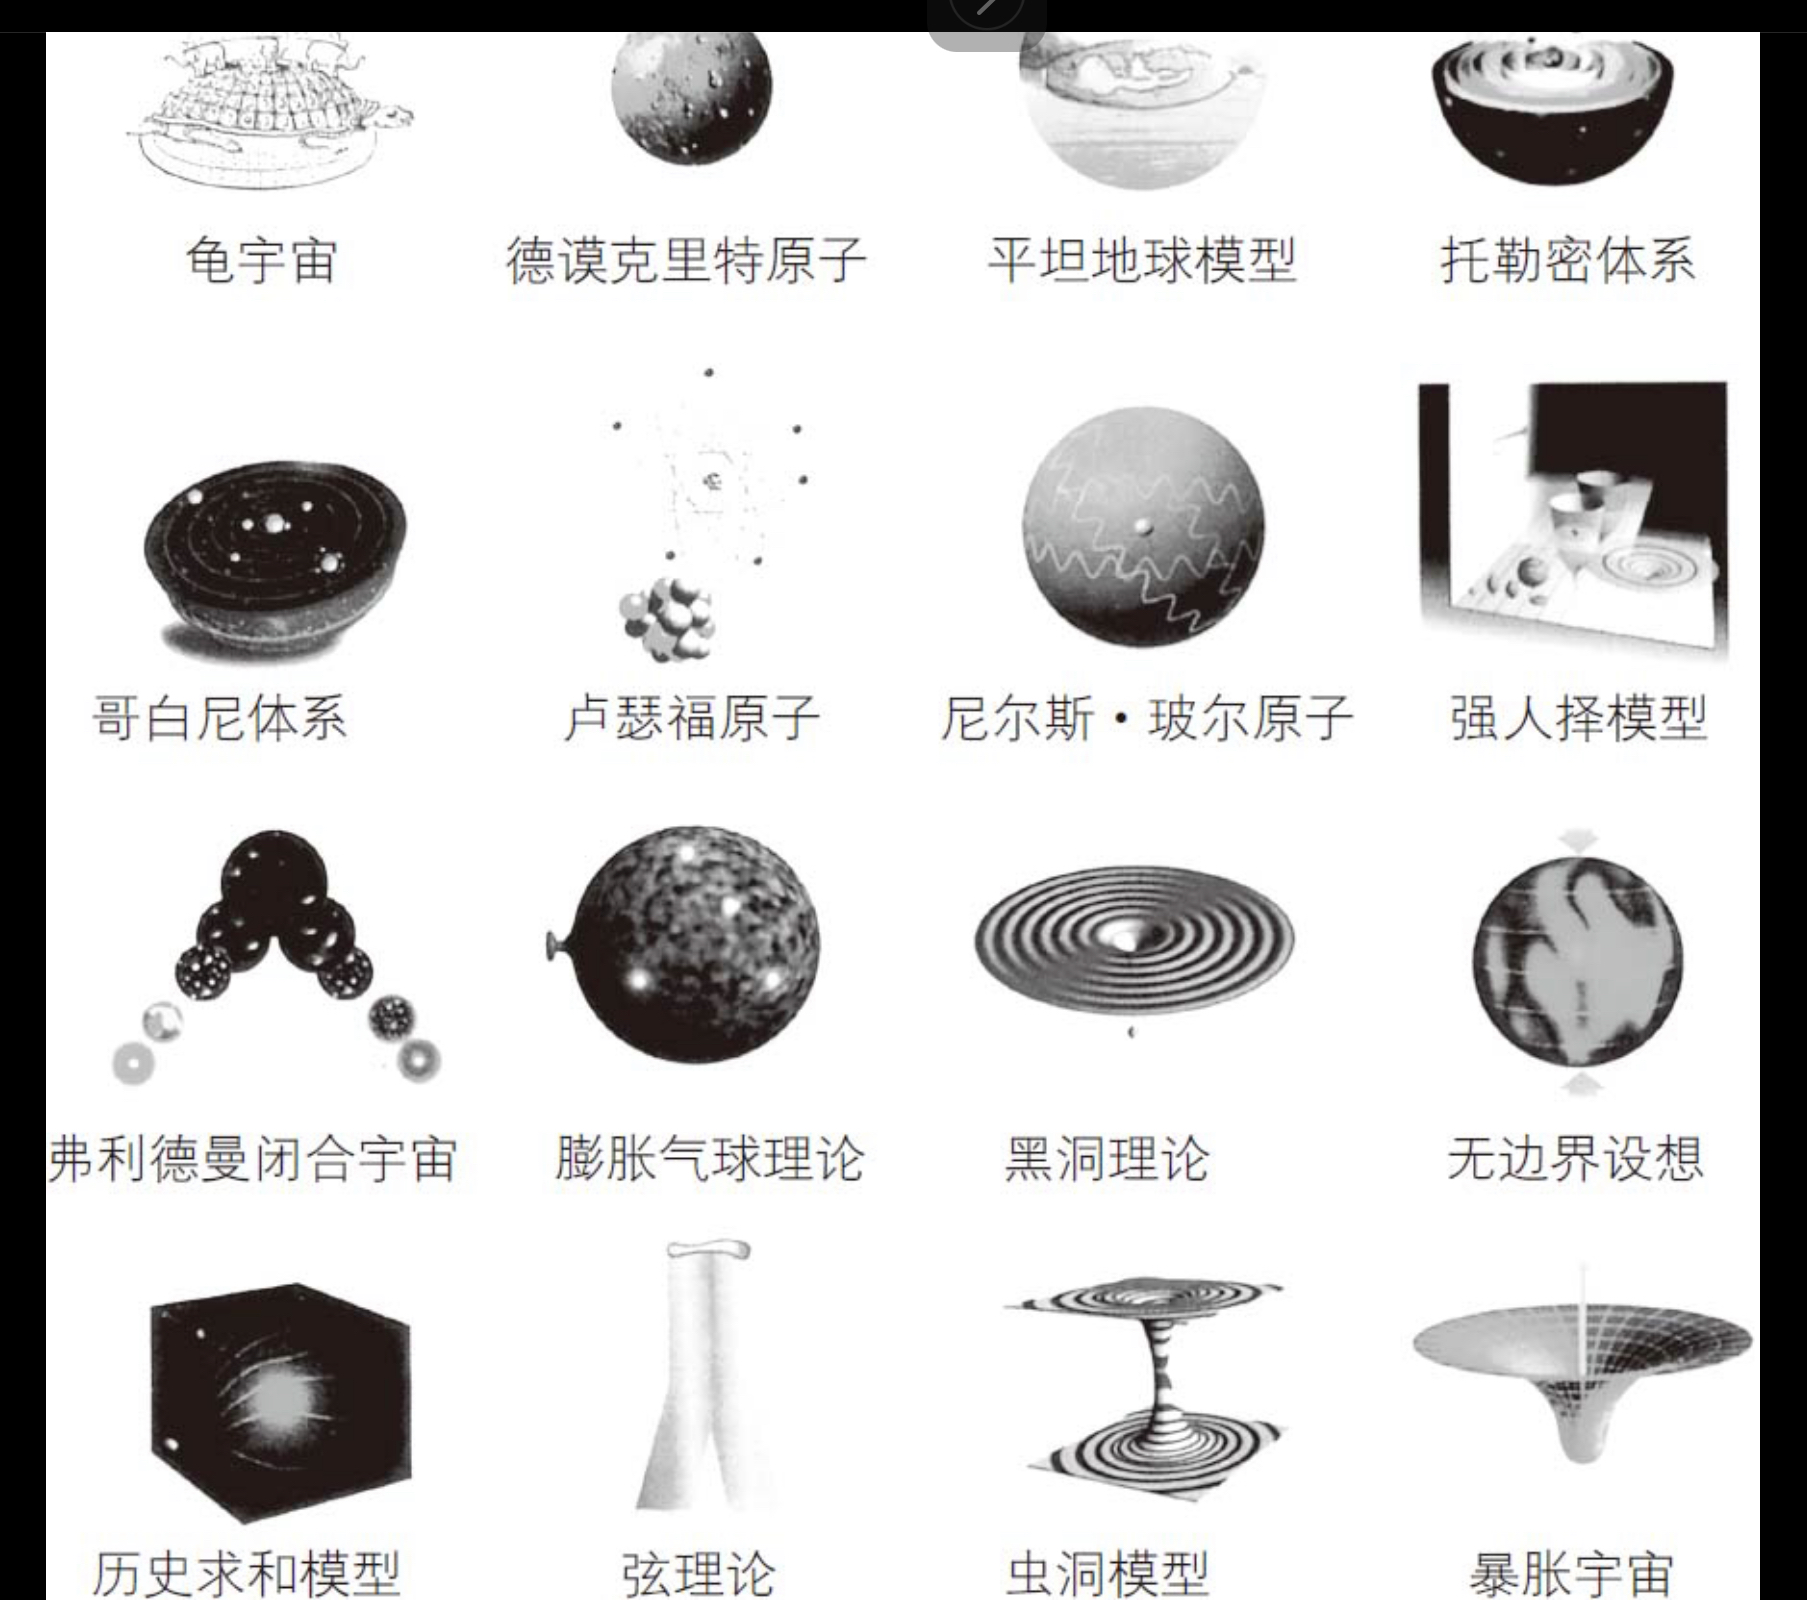 龟宇宙 德谟克里特原子 平坦地球模型 托勒密体系
哥白尼体系 卢瑟福原子 尼尔斯·玻尔原子 强人择模型
弗利德曼闭合宇宙 膨胀气球理论 黑洞理论 无边界设想
历史求和模型 弦理论 虫洞模型 暴胀宇宙